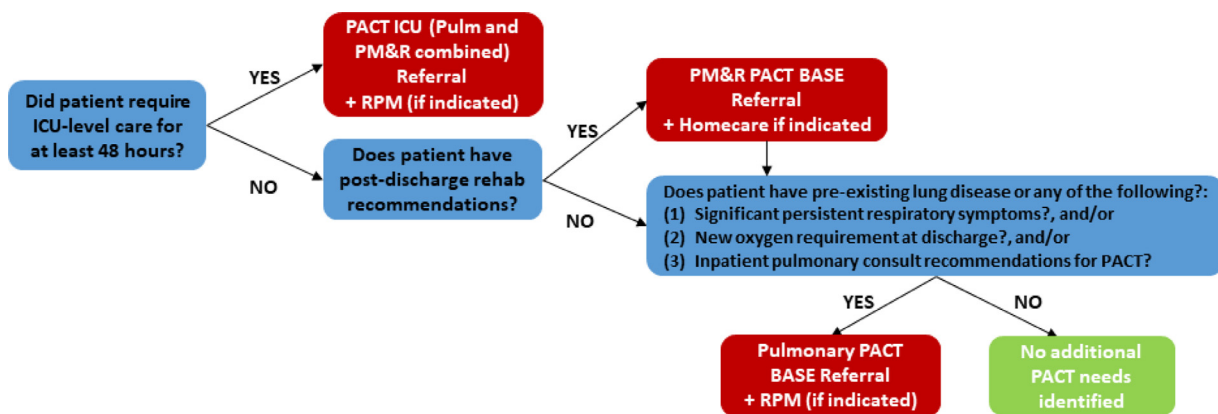 PACT ICU (Pulm and
PM&R combined)
Referral
+ RPM (if indicated)
YES
Did patient require
ICU-level care for
at least 48 hours?
NO
PM&R PACT BASE
Referral
+ Homecare if indicated
YES
Does patient have
post-discharge rehab
recommendations?
NO
Does patient have pre-existing lung disease or any of the following?:
(1) Significant persistent respiratory symptoms?, and/or
(2) New oxygen requirement at discharge?, and/or
(3) Inpatient pulmonary consult recommendations for PACT?
YES
NO
Pulmonary PACT
BASE Referral
+ RPM (if indicated)
No additional
PACT needs
identified